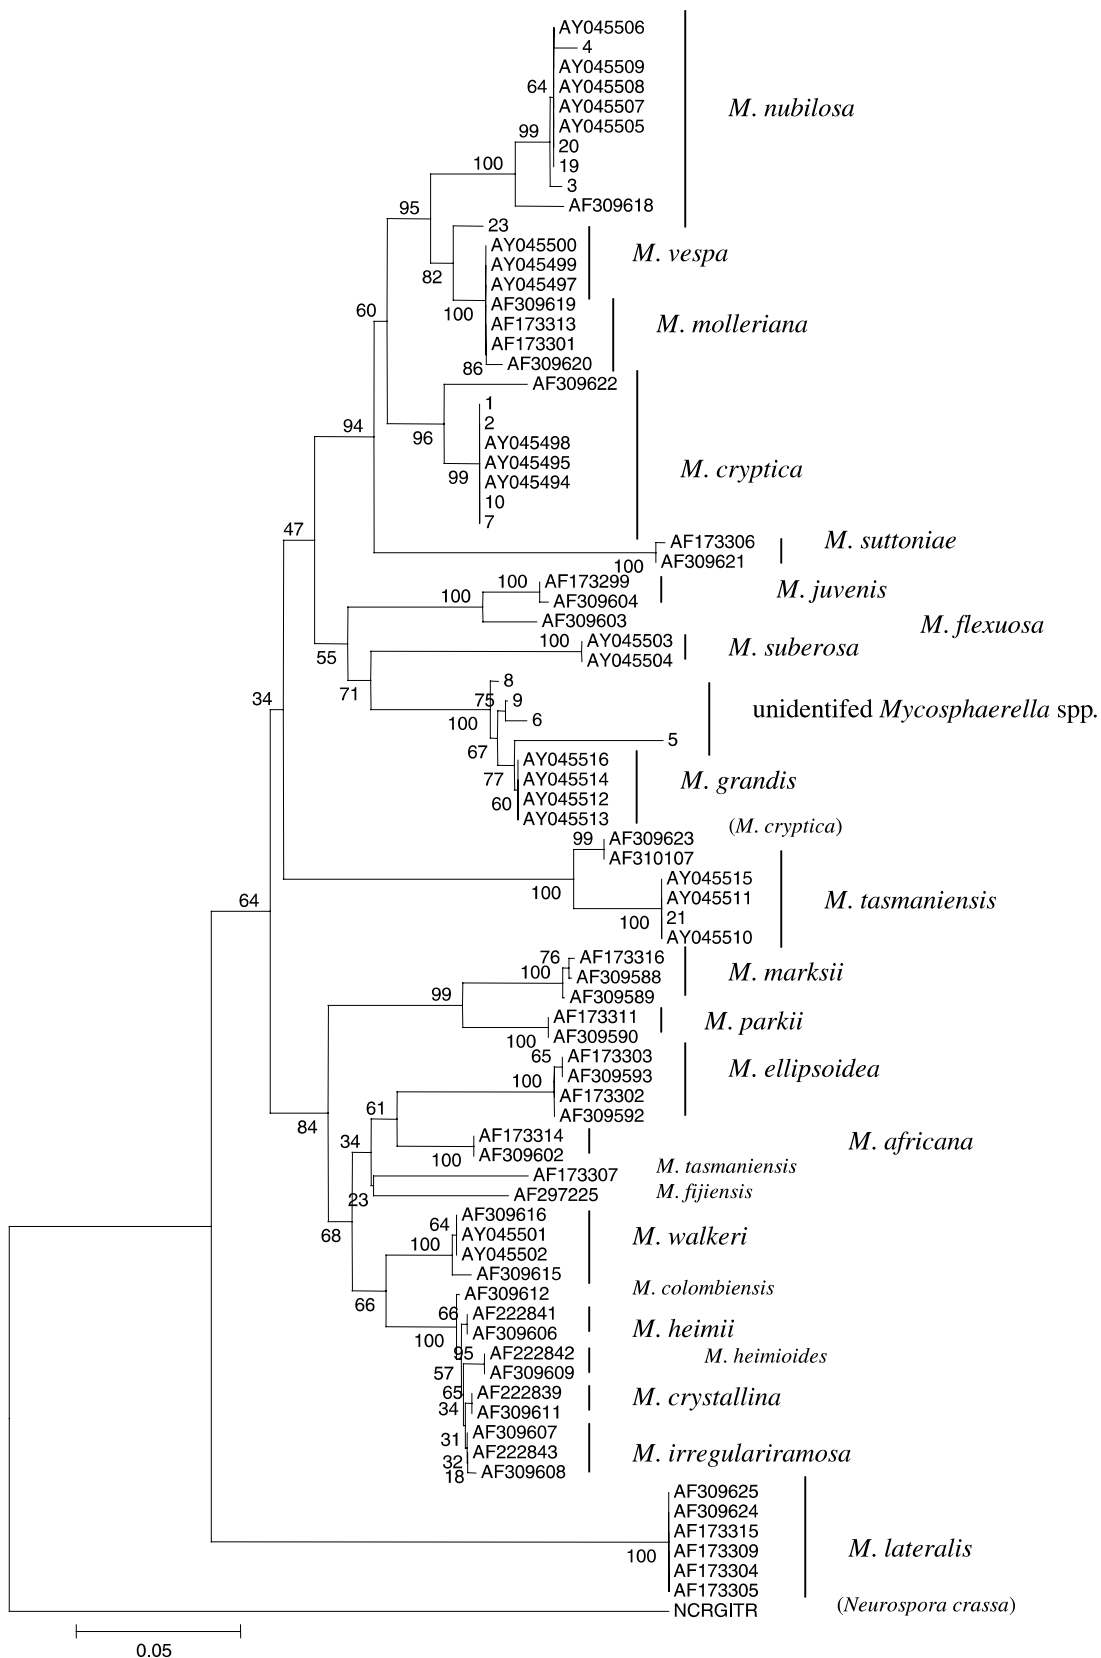 AY045506
4
AY045509
64
AY045508
AY045507
M. nubilosa
AY045505
99
20
100
19
3
AF309618
95
23
AY045500
M. vespa
AY045499
82
AY045497
100
AF309619
60
AF173313
M. molleriana
AF173301
86
AF309620
AF309622
1
2
94
96
AY045498
99
AY045495
M. cryptica
AY045494
10
7
47
AF173306
M. suttoniae
100
AF309621
100
AF173299
M. juvenis
100
AF309604
AF309603
M. flexuosa
55
100
AY045503
M. suberosa
AY045504
71
8
34
75
9
unidentifed Mycosphaerella spp.
100
6
67
5
AY045516
77
AY045514
M. grandis
60
AY045512
AY045513
(M. cryptica)
99
AF309623
AF310107
100
AY045515
64
AY045511
M. tasmaniensis
100
21
AY045510
76
AF173316
100
AF309588
M. marksii
99
AF309589
AF173311
M. parkii
100
AF309590
65
AF173303
100
AF309593
M. ellipsoidea
AF173302
61
AF309592
84
34
AF173314
M. africana
100
AF309602
AF173307
M. tasmaniensis
23
AF297225
M. fijiensis
68
AF309616
64
AY045501
M. walkeri
100
AY045502
AF309615
66
AF309612
M. colombiensis
66
AF222841
M. heimii
100
AF309606
95
AF222842
M. heimioides
57
AF309609
65
AF222839
M. crystallina
34
AF309611
31
AF309607
32
AF222843
M. irregulariramosa
18
AF309608
AF309625
AF309624
AF173315
100
AF173309
M. lateralis
AF173304
AF173305
NCRGITR
(Neurospora crassa)
0.05